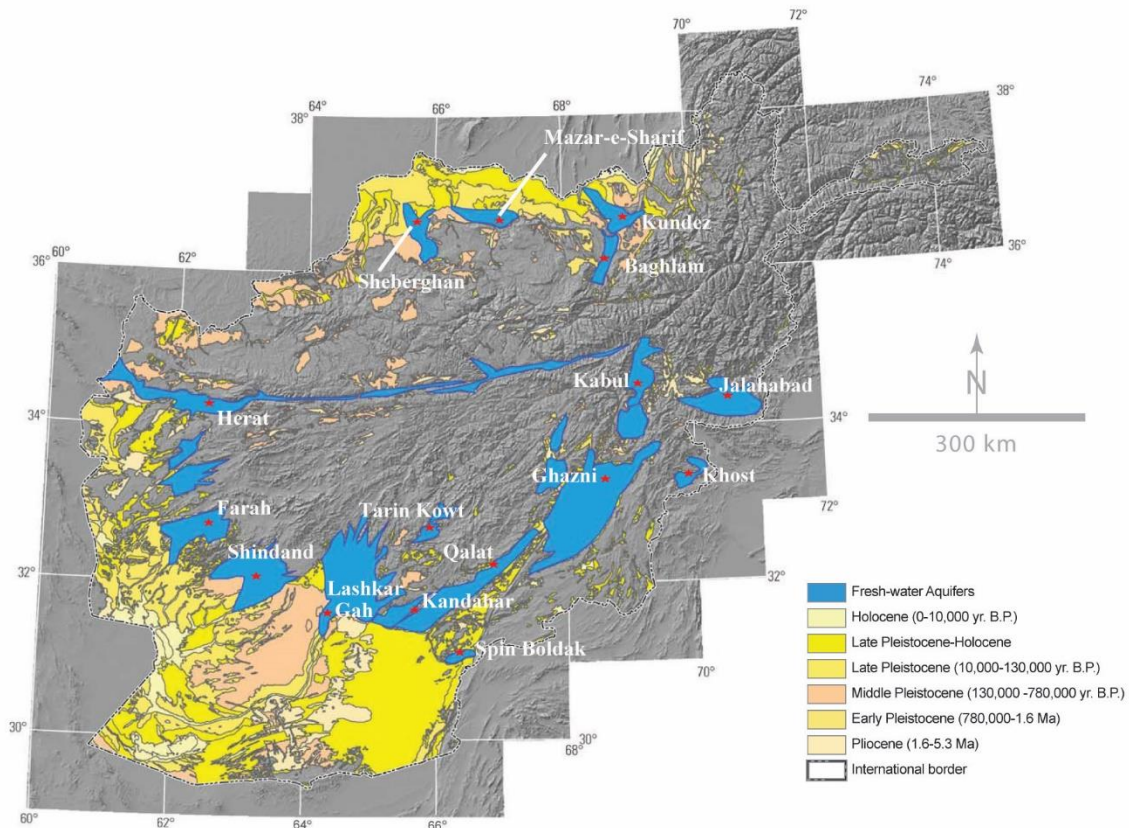 70°
72°
74°
38°
64°
66°
68°
38°
Mazar-e-Sharif
Kundez
Baghlam
Sheberghan
36°
74°
60°
62°
36°
Kabul
Jalahabad
N
34°
Herat
34°
300 km
Ghazni
Khost
72°
Farah
Tarin Kowt
Qalat
Shindand
32°
32°
Lashkar
Gah
Kandahar
Spin Boldak
70°
30°
68°
30°
60°
62°
64°
66°
Fresh-water Aquifers
Holocene (0-10,000 yr. B.P.)
Late Pleistocene-Holocene
Late Pleistocene (10,000-130,000 yr. B.P.)
Middle Pleistocene (130,000 -780,000 yr. B.P.)
Early Pleistocene (780,000-1.6 Ma)
Pliocene (1.6-5.3 Ma)
International border